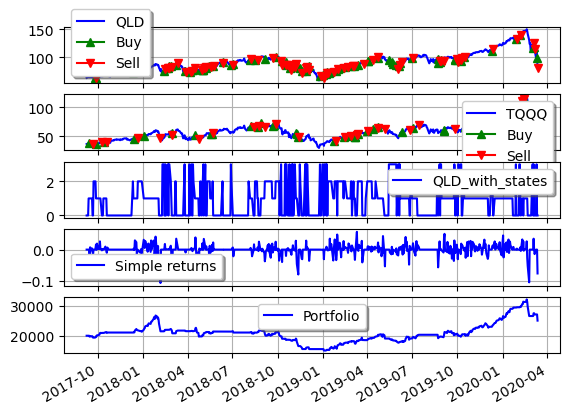 150
100
QLD
Buy
Sell
100
50
TQQQ
Buy
Sell
2
0
QLD_with_states
0.0
−0.1
Simple returns
30000
20000
Portfolio
2017-10
2018-01
2018-04
2018-07
2018-10
2019-01
2019-04
2019-07
2019-10
2020-01
2020-04